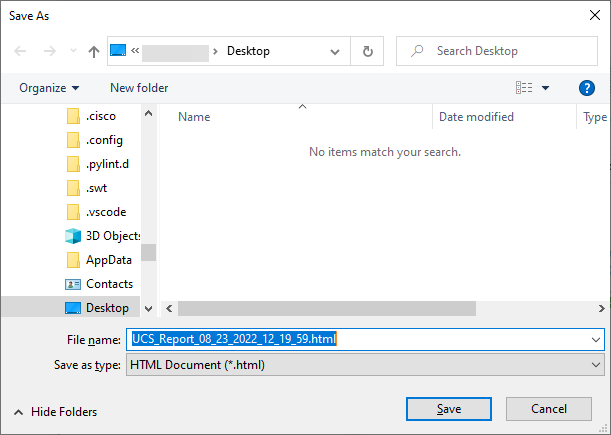 Save As
Desktop
Search Desktop
Organize
New folder
?
Name
Date modified
Type
.cisco
.config
.pylint.d
.swt
.vscode
3D Objects
AppData
Contacts
Desktop
No items match your search.
File name:
UCS_Report_08_23_2022_12_19_59.html
Save as type:
HTML Document (*.html)
Hide Folders
Save
Cancel